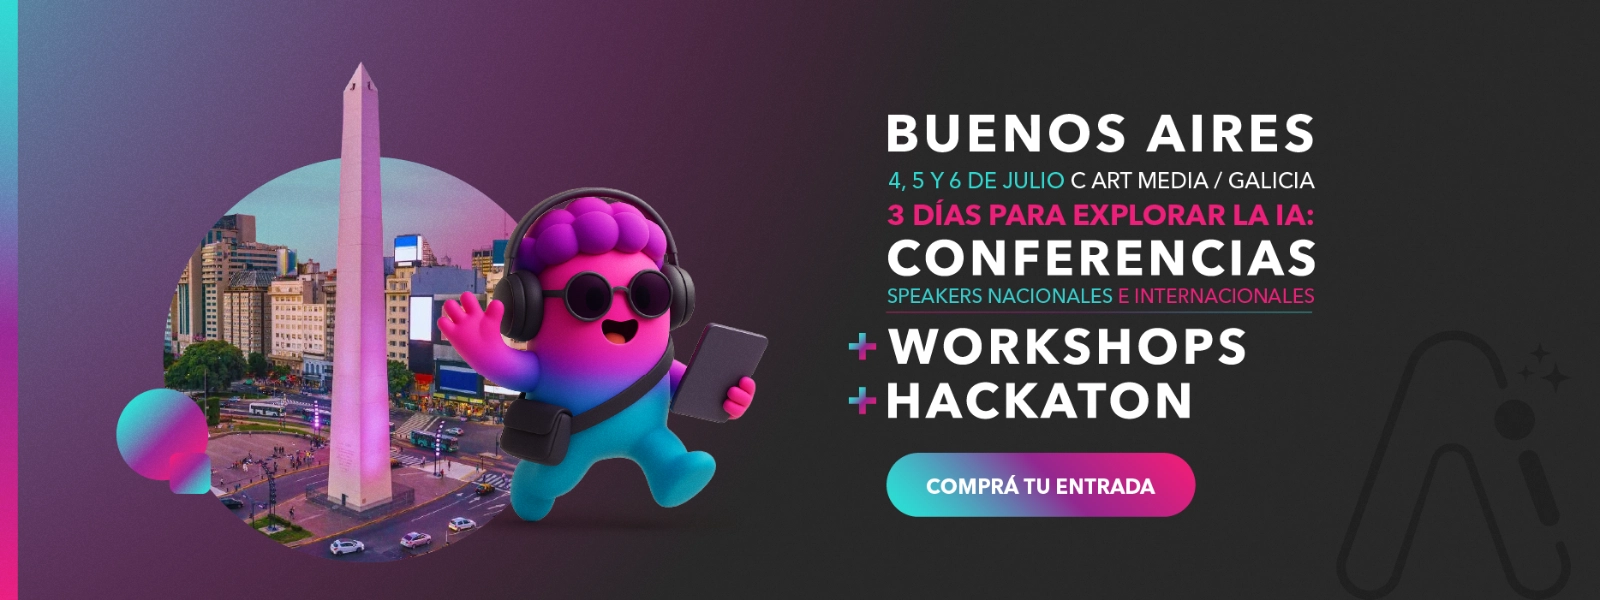 BUENOS AIRES
4, 5 Y 6 DE JULIO C ART MEDIA / GALICIA
3 DÍAS PARA EXPLORAR LA IA:
CONFERENCIAS
SPEAKERS NACIONALES E INTERNACIONALES
+ WORKSHOPS
+ HACKATON
COMPRÁ TU ENTRADA
Ai